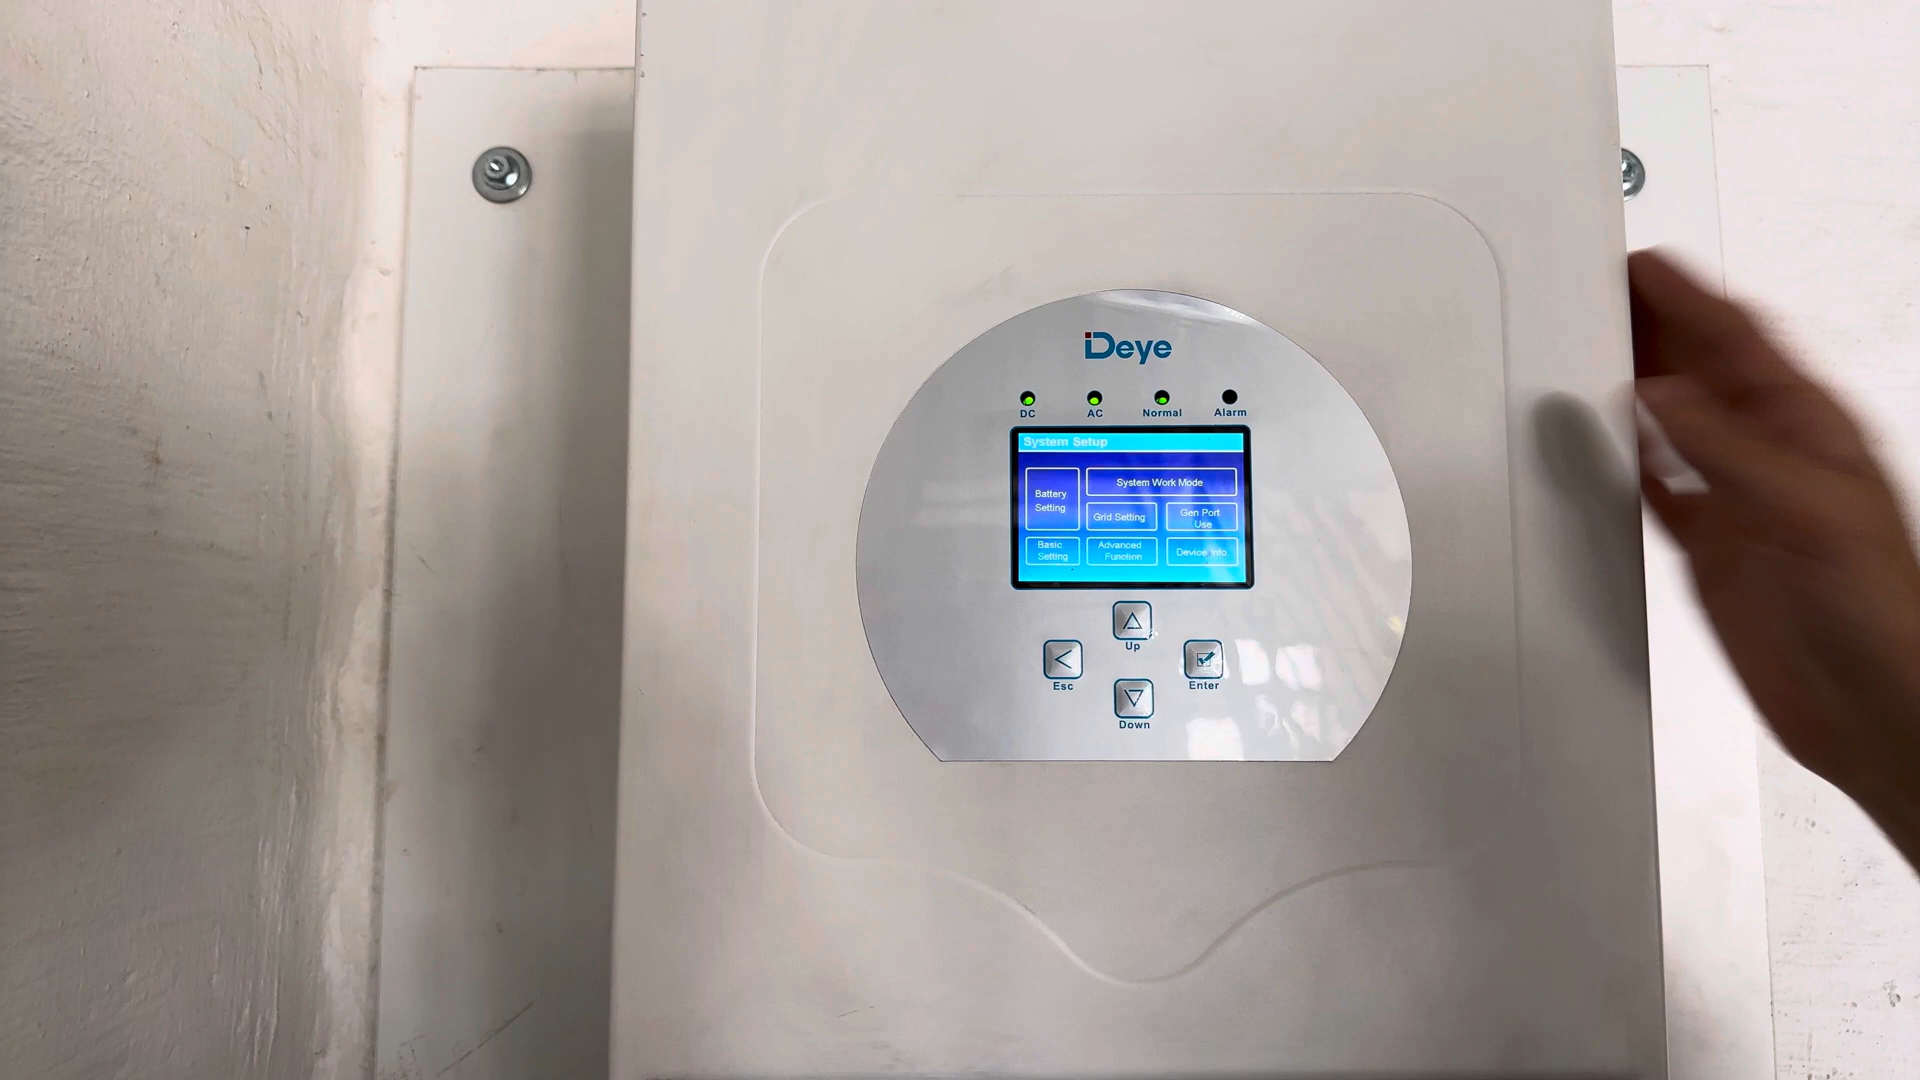 Deye
DC AC Normal Alarm
System Setup
Battery
Setting
System Work Mode
Grid Setting
Gen Port
Use
Basic
Setting
Advanced
Function
Device Info.
Up
Esc
Enter
Down